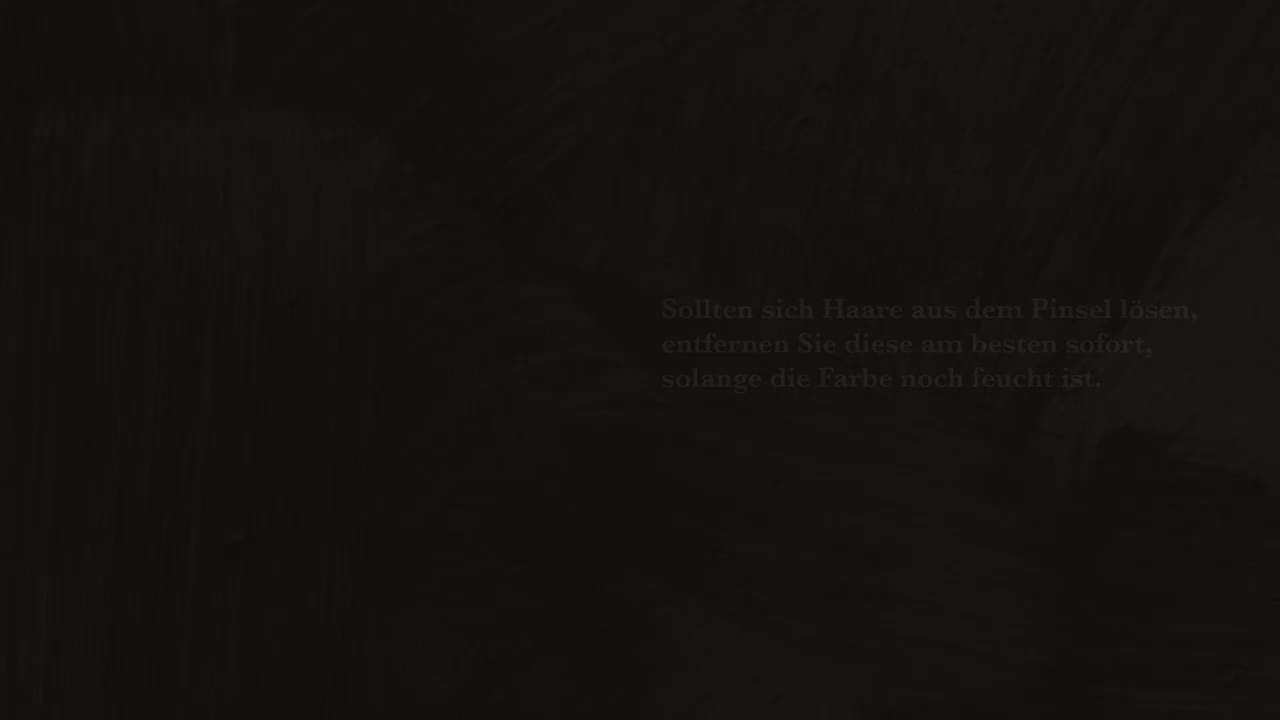 Sollten sich Haare aus dem Pinsel lösen,
entfernen Sie diese am besten sofort,
solange die Farbe noch feucht ist.